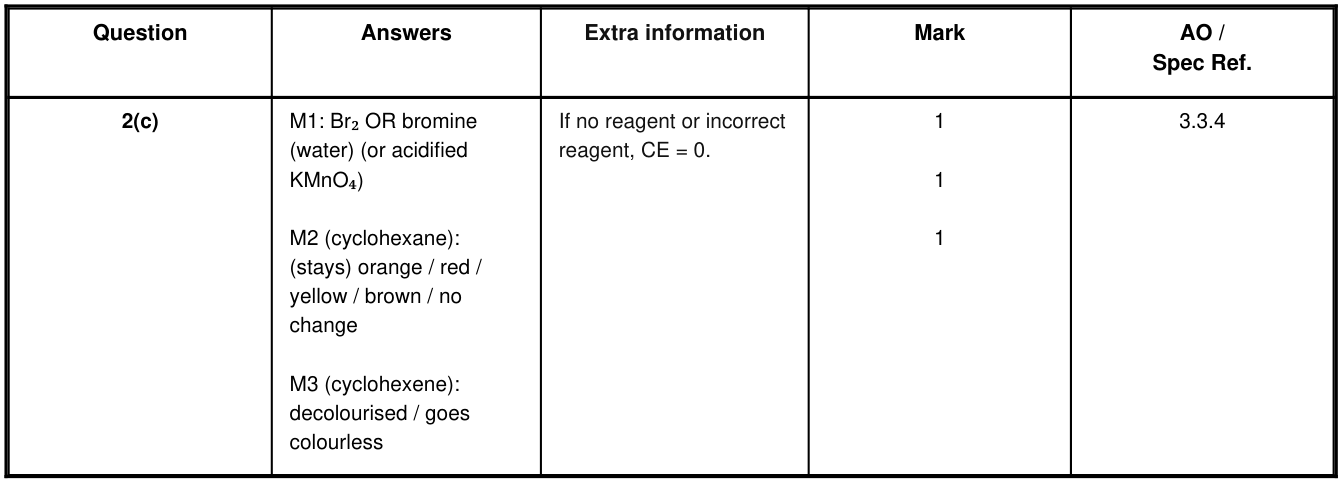 Question Answers Extra information Mark AO /
Spec Ref.
2(c) M1: Br₂ OR bromine If no reagent or incorrect 1 3.3.4
(water) (or acidified reagent, CE = 0.
KMnO₄) 1
M2 (cyclohexane): 1
(stays) orange / red /
yellow / brown / no
change
M3 (cyclohexene):
decolourised / goes
colourless